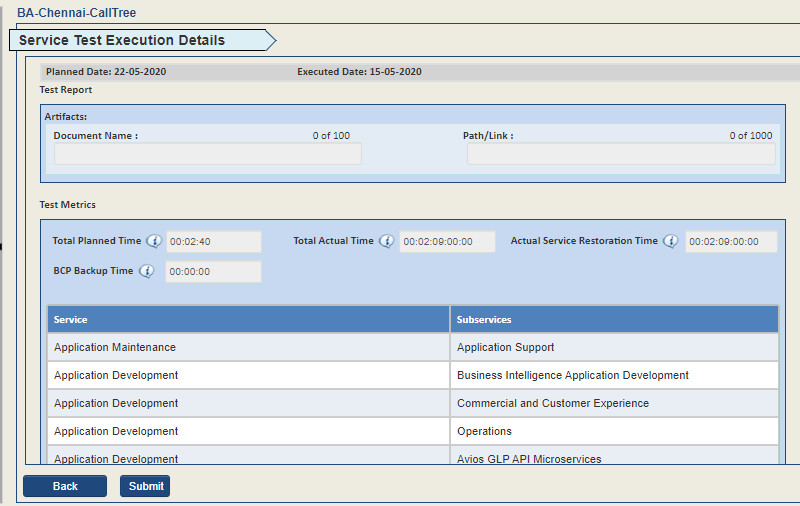 BA-Chennai-CallTree
Service Test Execution Details
Planned Date: 22-05-2020 Executed Date: 15-05-2020
Test Report
Artifacts:
Document Name : 0 of 100 Path/Link : 0 of 1000
Test Metrics
Total Planned Time 00:02:40 Total Actual Time 00:02:09:00:00 Actual Service Restoration Time 00:02:09:00:00
BCP Backup Time 00:00:00
Service Subservices
Application Maintenance Application Support
Application Development Business Intelligence Application Development
Application Development Commercial and Customer Experience
Application Development Operations
Application Development Avios GLP API Microservices
Back Submit